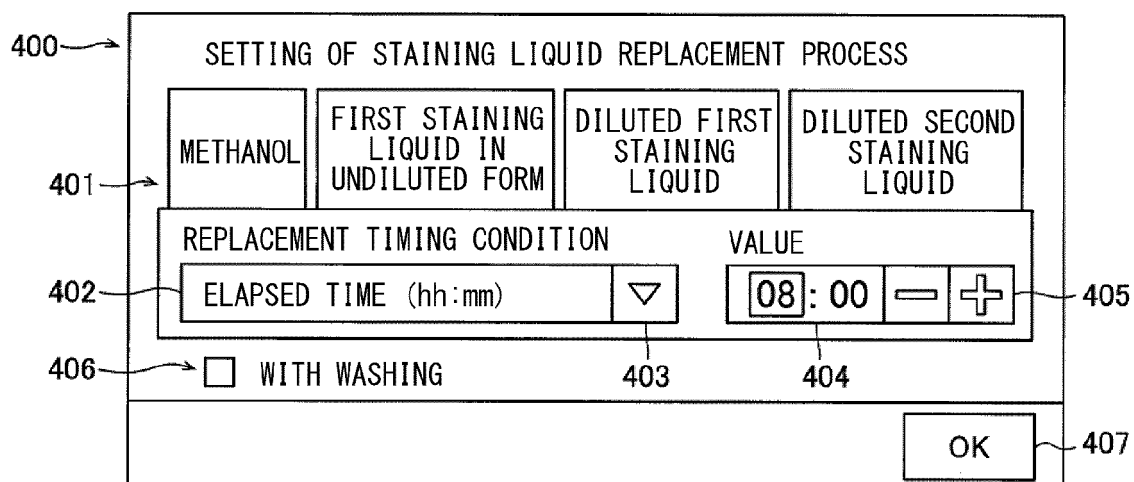 400
SETTING OF STAINING LIQUID REPLACEMENT PROCESS
401
METHANOL
FIRST STAINING
LIQUID IN
UNDILUTED FORM
DILUTED FIRST
STAINING
LIQUID
DILUTED SECOND
STAINING
LIQUID
REPLACEMENT TIMING CONDITION
VALUE
402
ELAPSED TIME (hh:mm)
08:00
405
406
WITH WASHING
403
404
OK
407